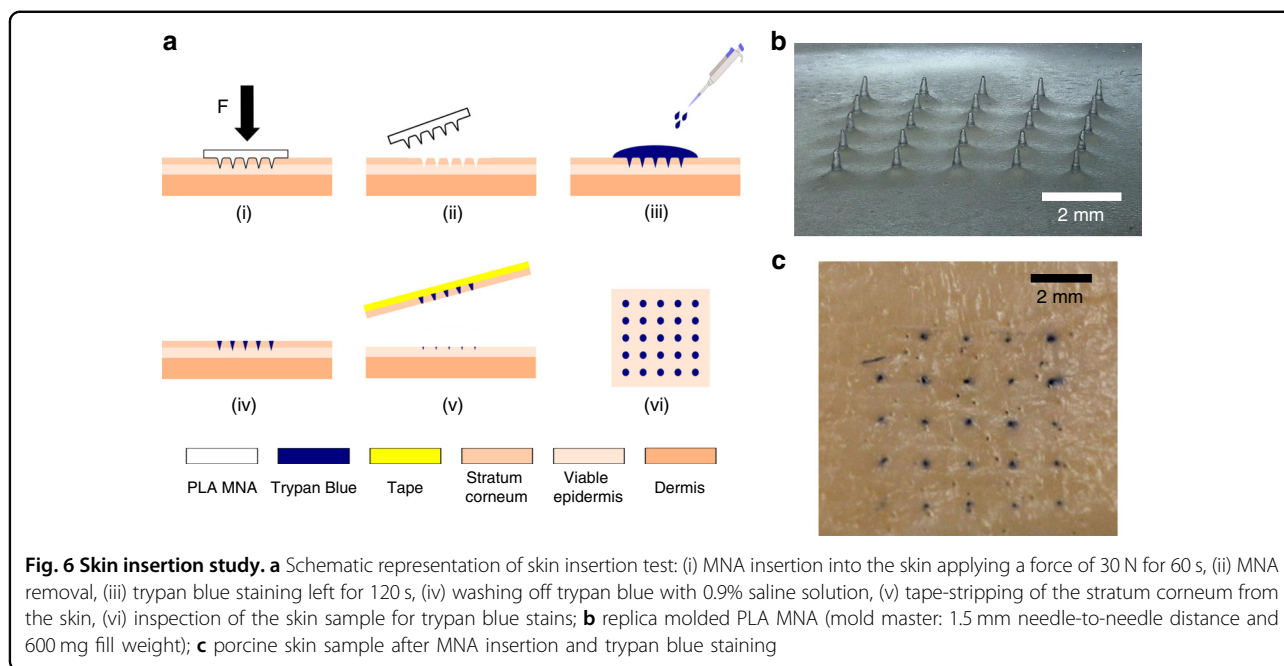 a
F
(i)
(ii)
(iii)
(iv)
(v)
(vi)
PLA MNA
Trypan Blue
Tape
Stratum
corneum
Viable
epidermis
Dermis
b
2 mm
c
2 mm
Fig. 6 Skin insertion study. a Schematic representation of skin insertion test: (i) MNA insertion into the skin applying a force of 30 N for 60 s, (ii) MNA
removal, (iii) trypan blue staining left for 120 s, (iv) washing off trypan blue with 0.9% saline solution, (v) tape-stripping of the stratum corneum from
the skin, (vi) inspection of the skin sample for trypan blue stains; b replica molded PLA MNA (mold master: 1.5 mm needle-to-needle distance and
600 mg fill weight); c porcine skin sample after MNA insertion and trypan blue staining